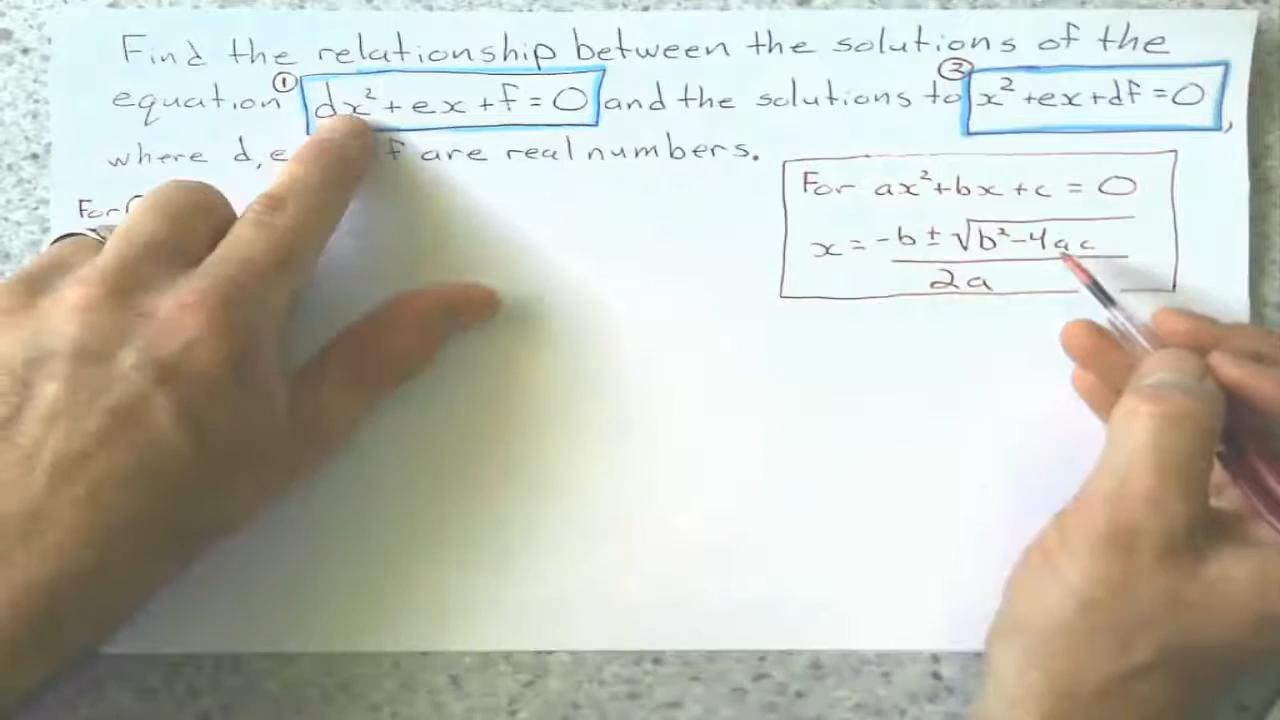 Find the relationship between the solutions of the
① ②
equation dx²+ex+f=0 and the solutions to x²+ex+df=0,
where d,e f are real numbers.
For ax²+bx+c=0
For
x = -b ± √b²-4ac
2a